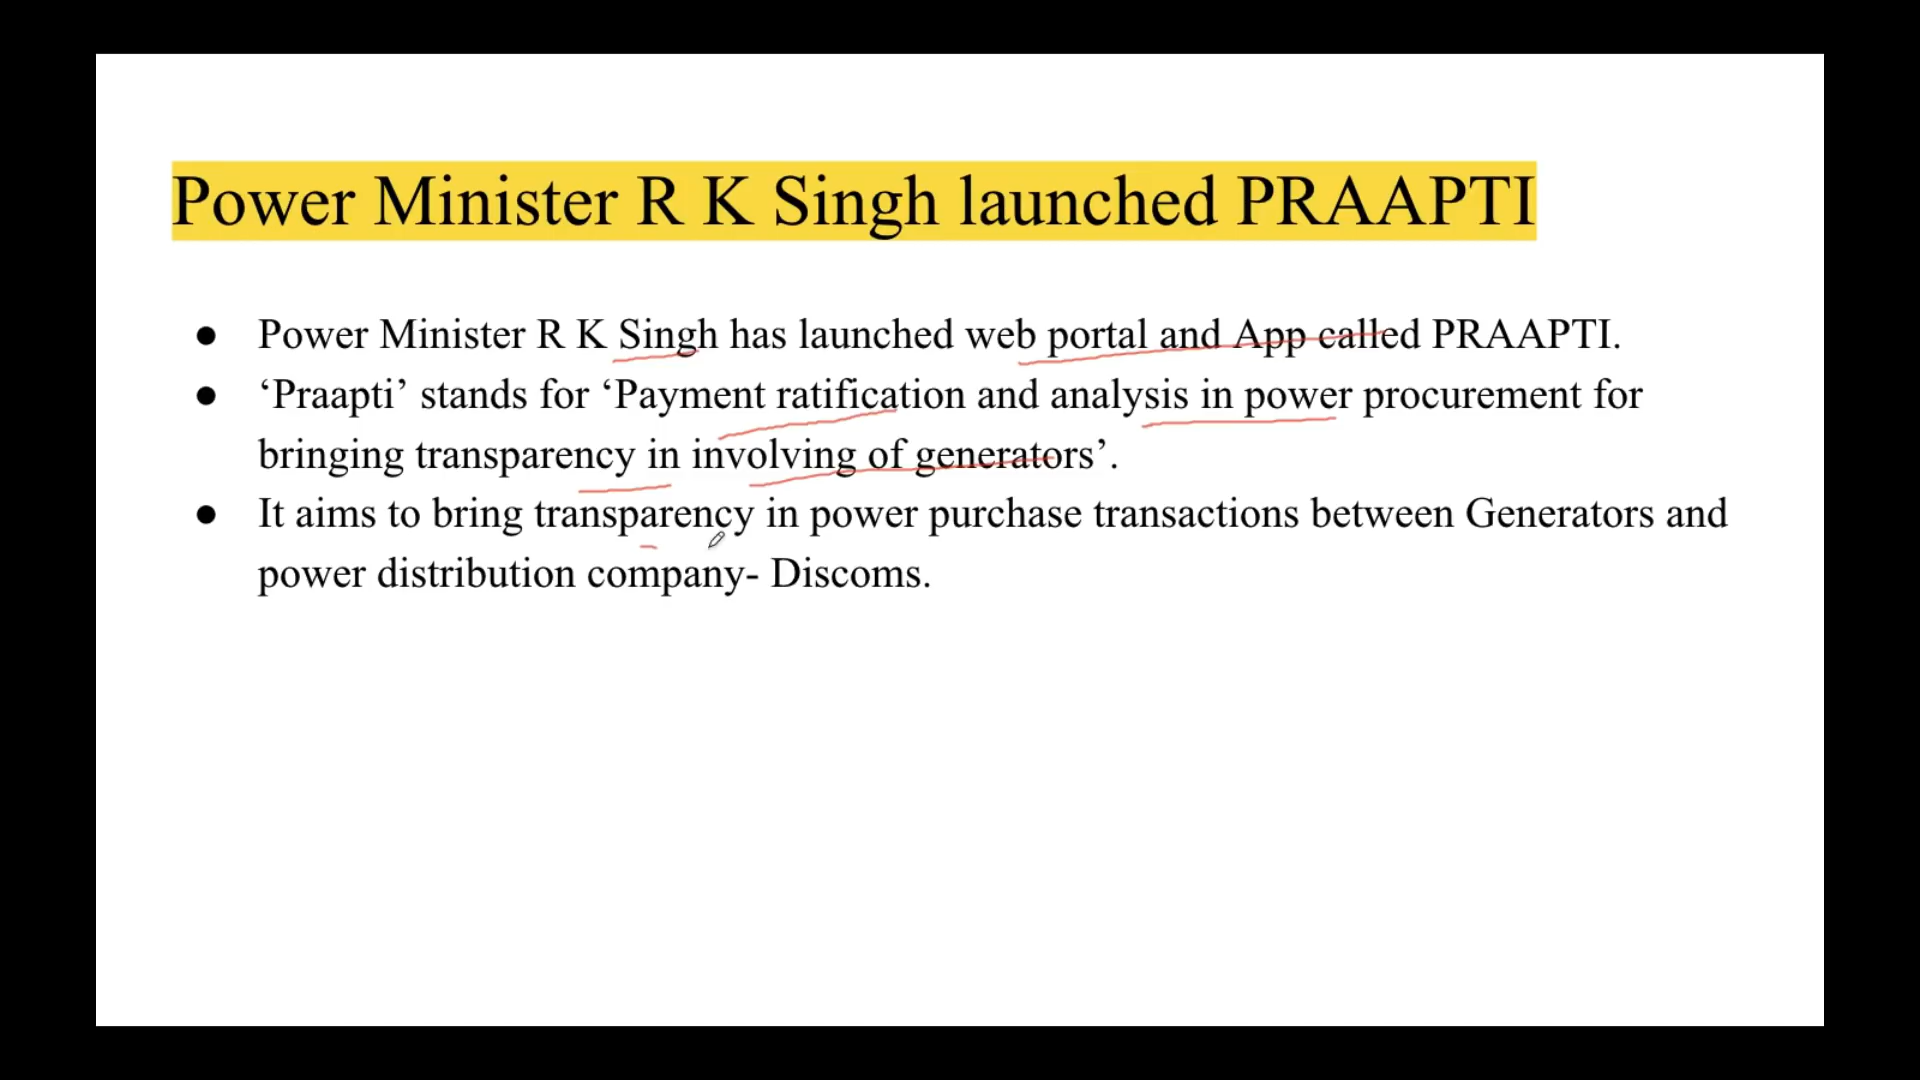 Power Minister R K Singh launched PRAAPTI
● Power Minister R K Singh has launched web portal and App called PRAAPTI.
● ‘Praapti’ stands for ‘Payment ratification and analysis in power procurement for
bringing transparency in involving of generators’.
● It aims to bring transparency in power purchase transactions between Generators and
power distribution company- Discoms.